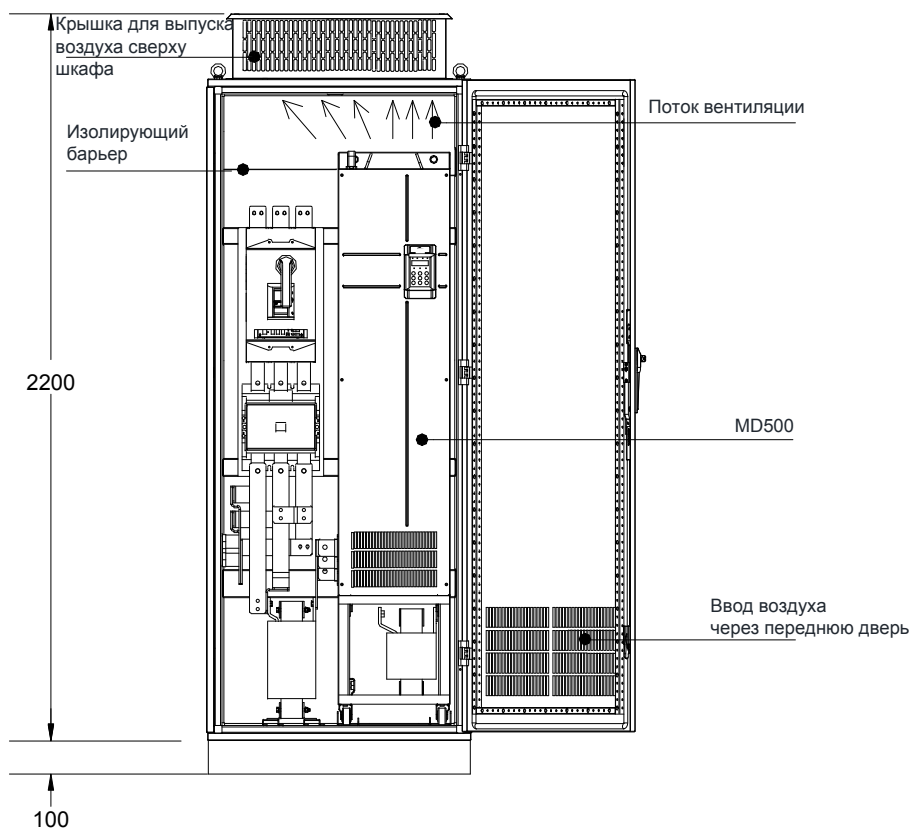 Крышка для выпуска
воздуха сверху
шкафа
Поток вентиляции
Изолирующий
барьер
2200
MD500
Ввод воздуха
через переднюю дверь
100